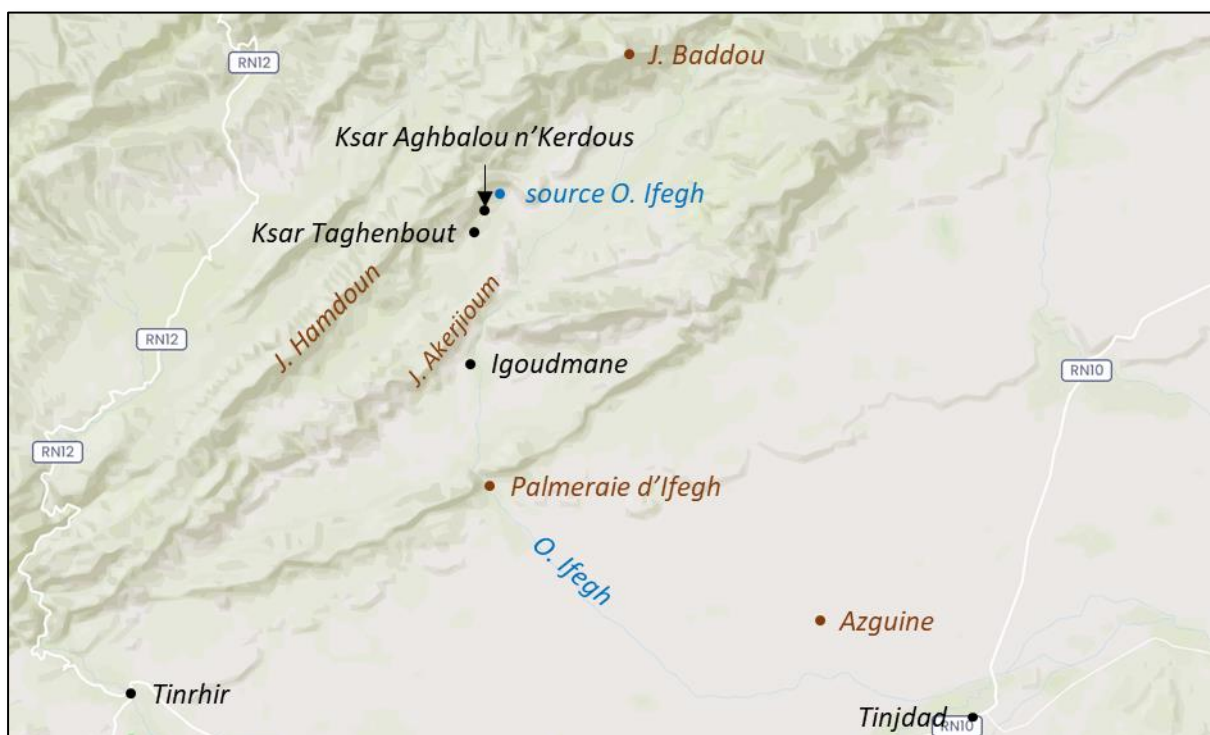 J. Baddou
RN12
Ksar Aghbalou n’Kerdous
source O. Ifegh
Ksar Taghenbout
J. Hamdoun
J. Akerjioum
RN12
Igoudmane
RN10
RN12
Palmeraie d’Ifegh
O. Ifegh
Azguine
Tinrhir
Tinjdad
RN10